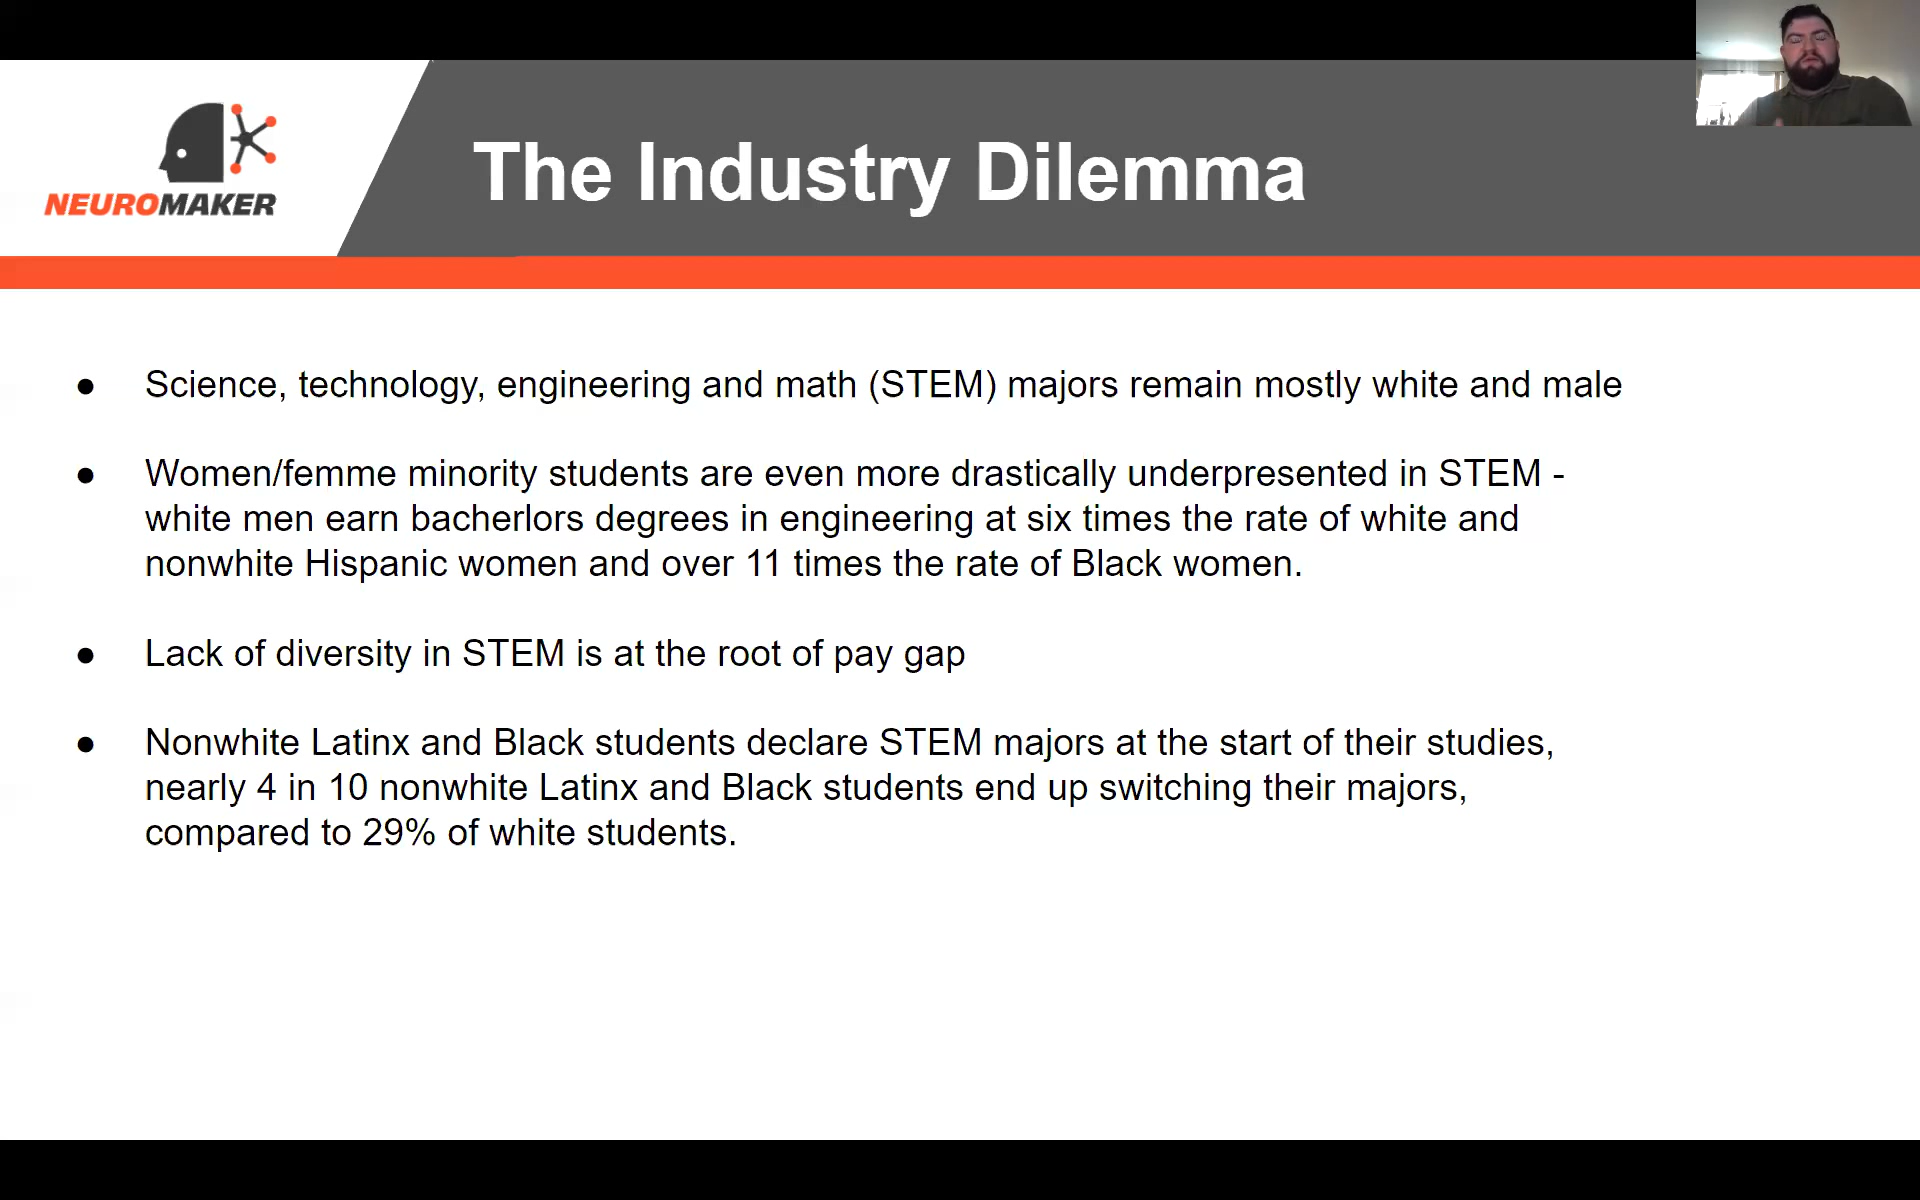 NEUROMAKER
The Industry Dilemma
● Science, technology, engineering and math (STEM) majors remain mostly white and male
● Women/femme minority students are even more drastically underpresented in STEM -
white men earn bacherlors degrees in engineering at six times the rate of white and
nonwhite Hispanic women and over 11 times the rate of Black women.
● Lack of diversity in STEM is at the root of pay gap
● Nonwhite Latinx and Black students declare STEM majors at the start of their studies,
nearly 4 in 10 nonwhite Latinx and Black students end up switching their majors,
compared to 29% of white students.